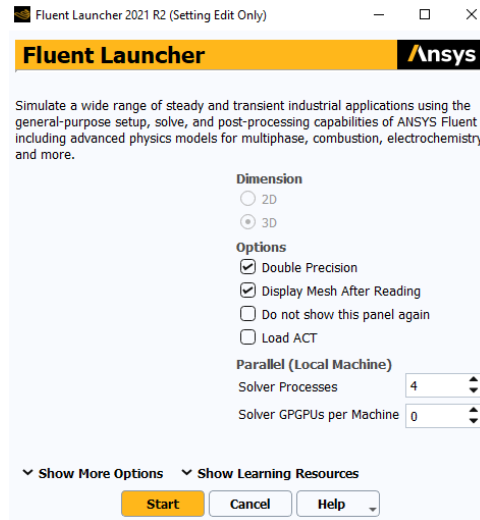 Fluent Launcher 2021 R2 (Setting Edit Only)
Fluent Launcher
Ansys
Simulate a wide range of steady and transient industrial applications using the
general-purpose setup, solve, and post-processing capabilities of ANSYS Fluent
including advanced physics models for multiphase, combustion, electrochemistry
and more.
Dimension
2D
3D
Options
Double Precision
Display Mesh After Reading
Do not show this panel again
Load ACT
Parallel (Local Machine)
Solver Processes 4
Solver GPGPUs per Machine 0
Show More Options Show Learning Resources
Start Cancel Help